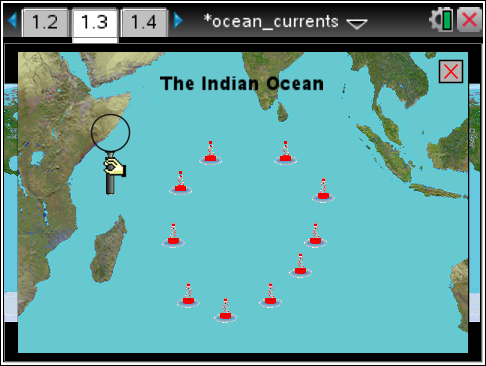 1.2 1.3 1.4 *ocean_currents
The Indian Ocean